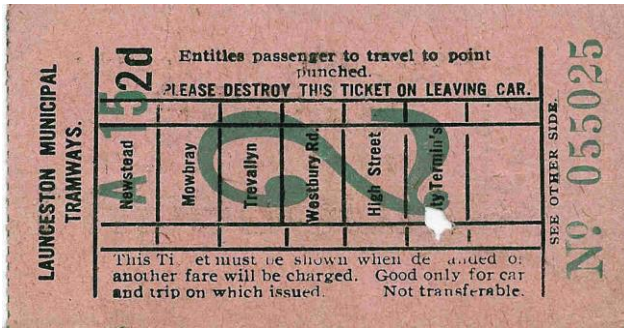 LAUNCESTON MUNICIPAL
TRAMWAYS.
A 15
2d
Entitles passenger to travel to point
punched.
PLEASE DESTROY THIS TICKET ON LEAVING CAR.
Newstead
Mowbray
Trevallyn
Westbury Rd.
High Street
ty Termin's
2
This Ti et must be shown when de anded or
another fare will be charged. Good only for car
and trip on which issued. Not transferable.
SEE OTHER SIDE.
Nº 055025